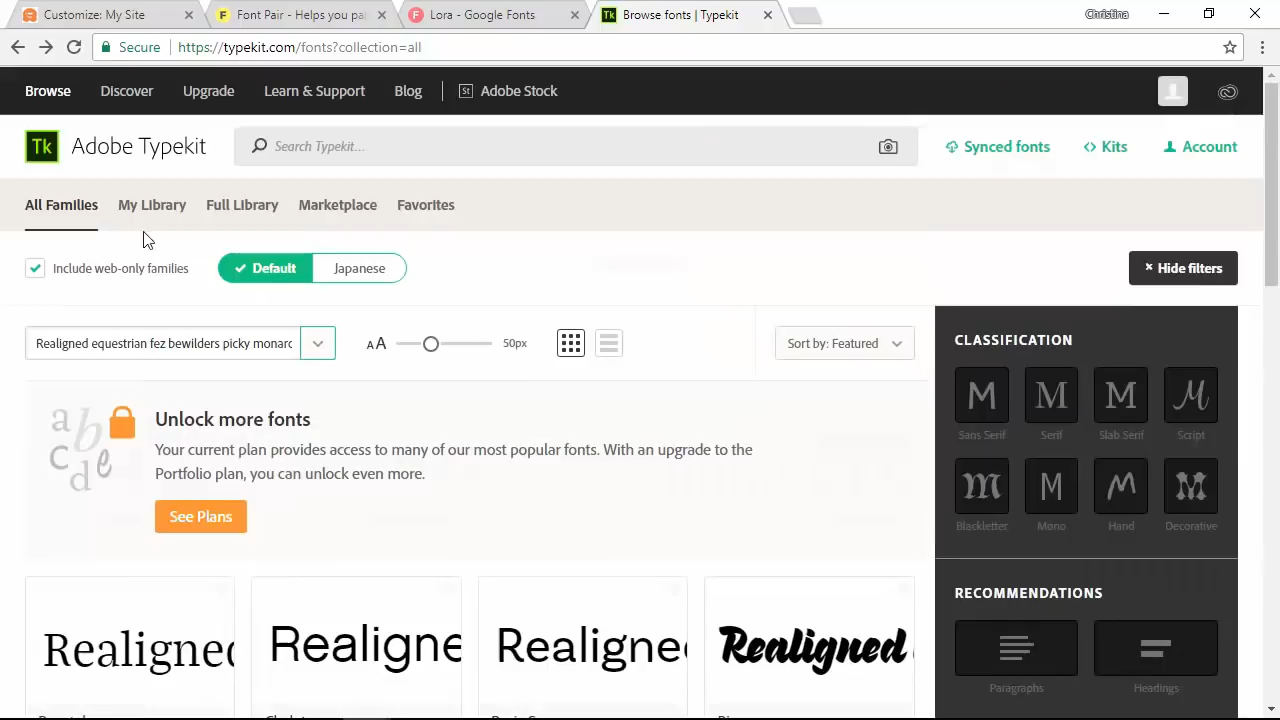 Customize: My Site
Font Pair - Helps you pai
Lora - Google Fonts
Browse fonts | Typekit
Christina
Secure
https://typekit.com/fonts?collection=all
Browse
Discover
Upgrade
Learn & Support
Blog
St Adobe Stock
Tk Adobe Typekit
Search Typekit...
Synced fonts
Kits
Account
All Families
My Library
Full Library
Marketplace
Favorites
Include web-only families
Default
Japanese
Hide filters
Realigned equestrian fez bewilders picky monarc
AA
50px
Sort by: Featured
CLASSIFICATION
M M M M
Sans Serif Serif Slab Serif Script
M M M M
Blackletter Mono Hand Decorative
a b c d e
Unlock more fonts
Your current plan provides access to many of our most popular fonts. With an upgrade to the
Portfolio plan, you can unlock even more.
See Plans
RECOMMENDATIONS
Paragraphs Headings
Realigned Realigne Realigne Realigned